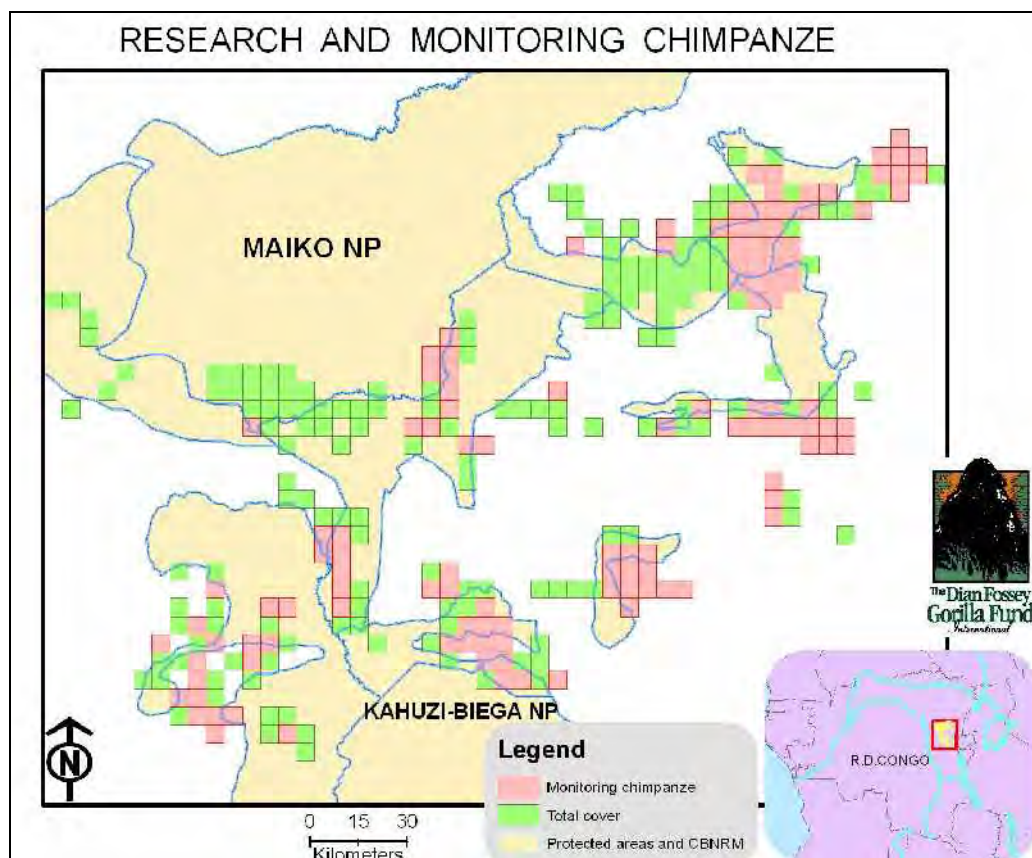 RESEARCH AND MONITORING CHIMPANZE
MAIKO NP
KAHUZI-BIEGA NP
N
0 15 30
Kilometers
Legend
Monitoring chimpanze
Total cover
Protected areas and CBNRM
The Dian Fossey
Gorilla Fund
International
R.D.CONGO